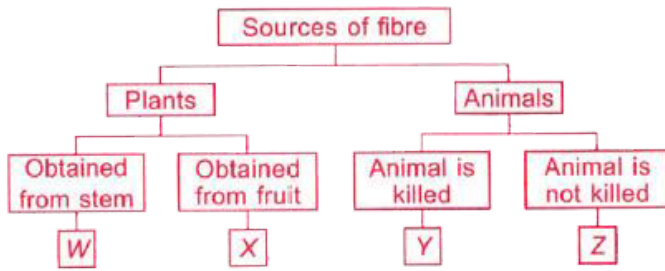 Sources of fibre
Plants
Animals
Obtained
from stem
Obtained
from fruit
Animal is
killed
Animal is
not killed
W
X
Y
Z